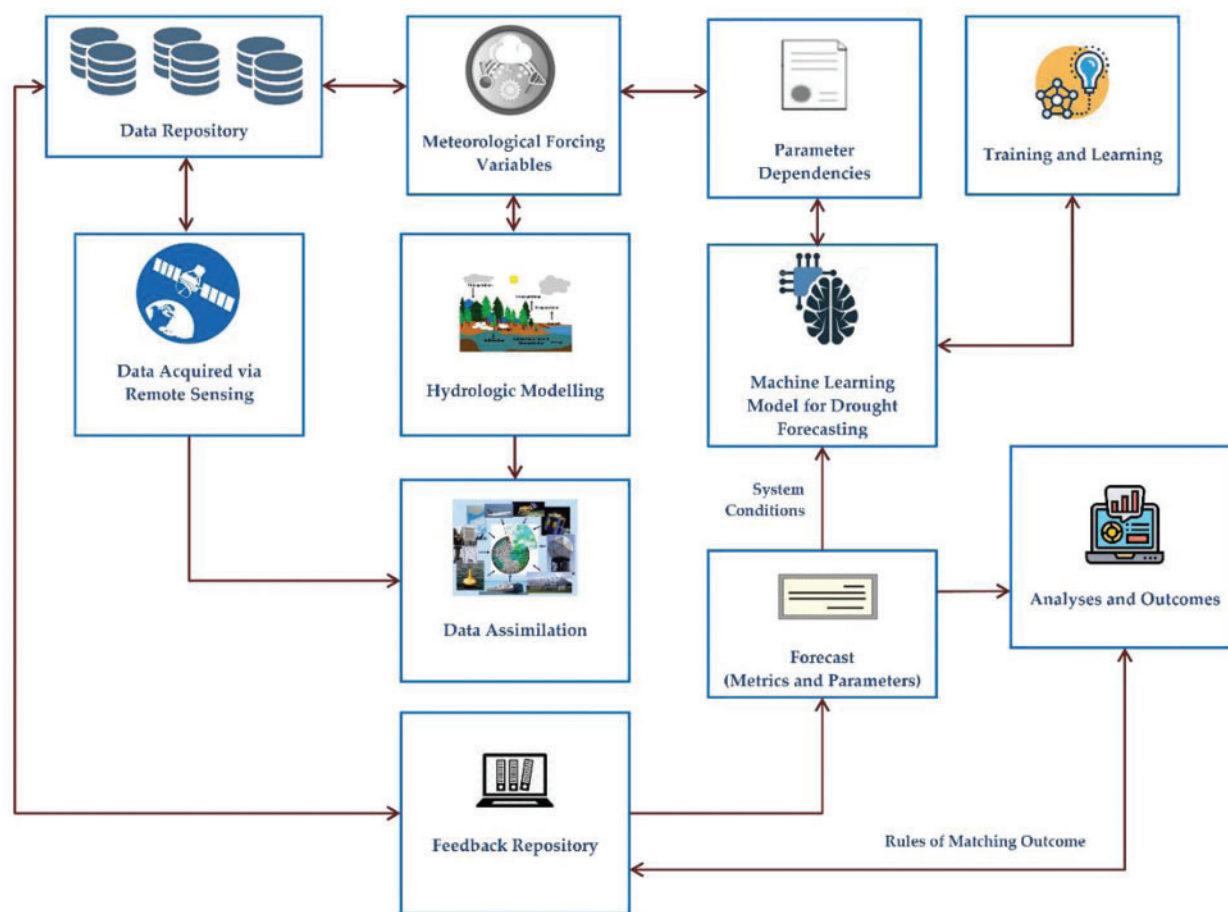 Data Repository
Meteorological Forcing
Variables
Parameter
Dependencies
Training and Learning
Data Acquired via
Remote Sensing
Hydrologic Modelling
Machine Learning
Model for Drought
Forecasting
System
Conditions
Data Assimilation
Forecast
(Metrics and Parameters)
Analyses and Outcomes
Feedback Repository
Rules of Matching Outcome